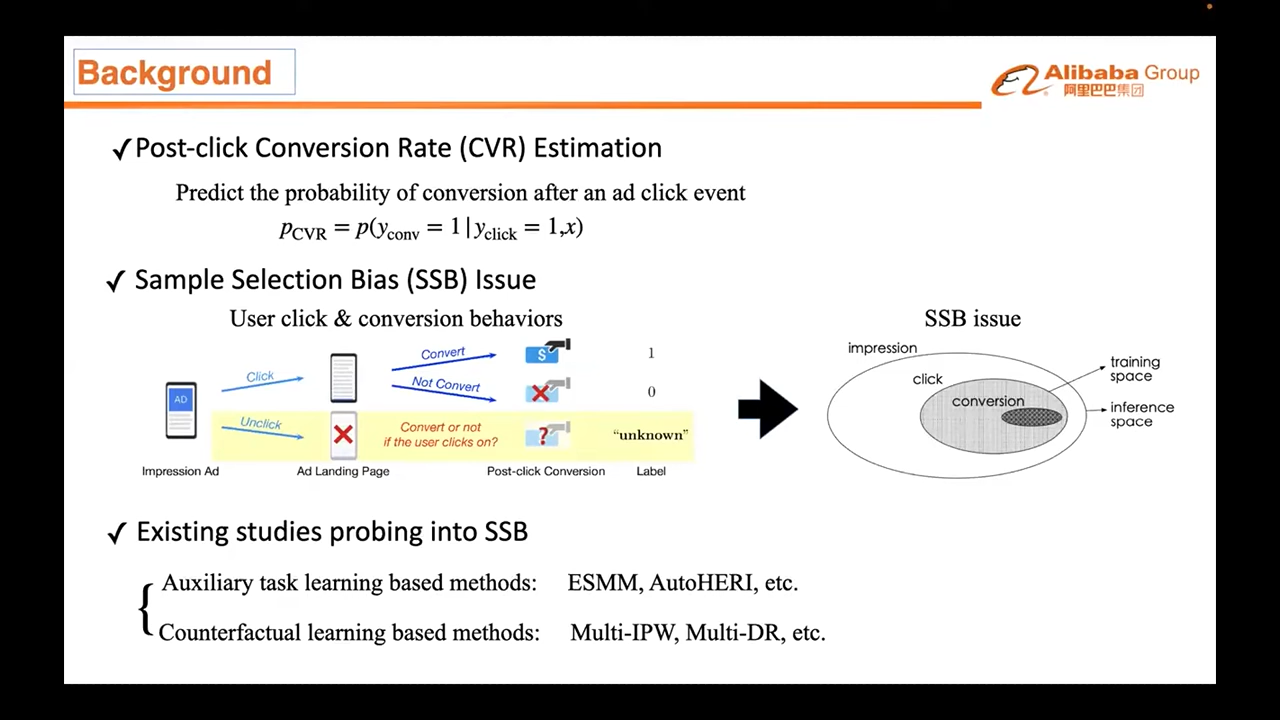 Background
Alibaba Group
阿里巴巴集团
✓Post-click Conversion Rate (CVR) Estimation
Predict the probability of conversion after an ad click event
pCVR = p(yconv = 1 | yclick = 1,x)
✓ Sample Selection Bias (SSB) Issue
User click & conversion behaviors
AD
Click
Unclick
Convert
Not Convert
Convert or not
if the user clicks on?
$
?
1
0
“unknown”
Impression Ad
Ad Landing Page
Post-click Conversion
Label
SSB issue
impression
click
conversion
training
space
inference
space
✓ Existing studies probing into SSB
Auxiliary task learning based methods: ESMM, AutoHERI, etc.
Counterfactual learning based methods: Multi-IPW, Multi-DR, etc.